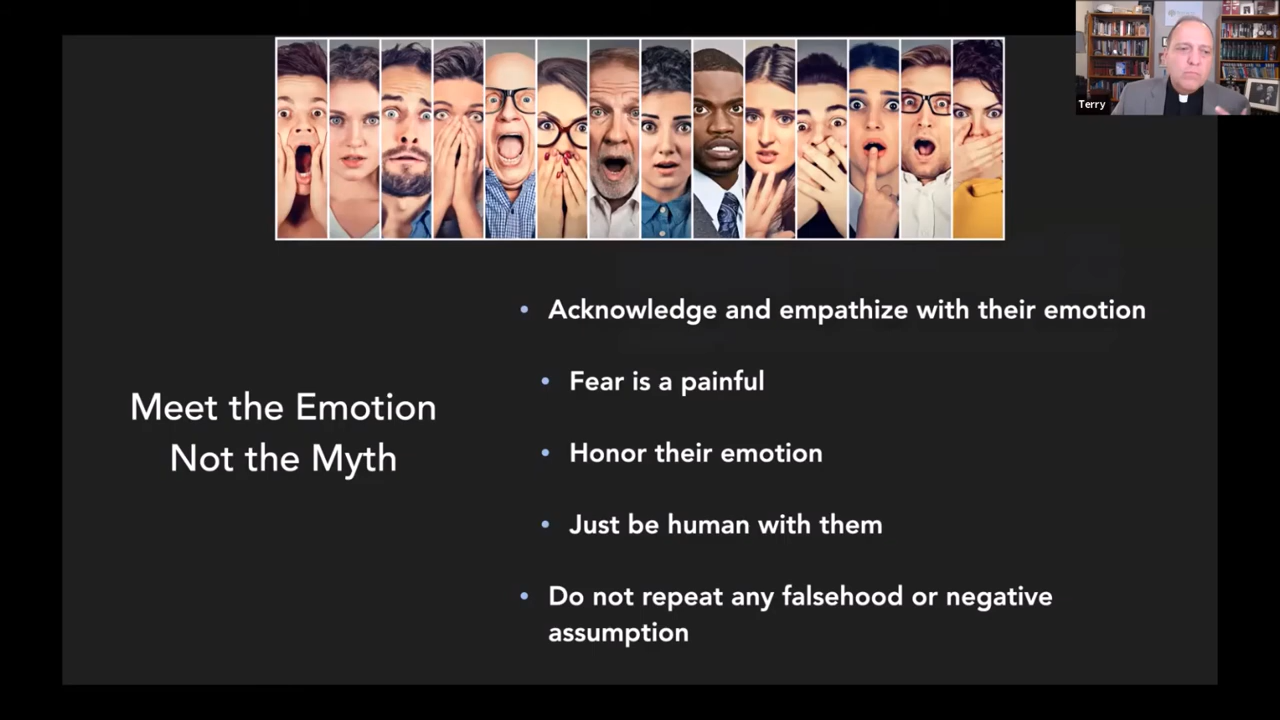 Terry
Meet the Emotion
Not the Myth
• Acknowledge and empathize with their emotion
• Fear is a painful
• Honor their emotion
• Just be human with them
• Do not repeat any falsehood or negative
assumption